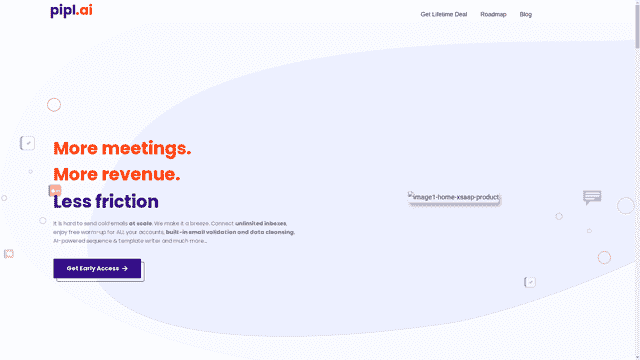 pipl.ai
Get Lifetime Deal Roadmap Blog
More meetings.
More revenue.
Less friction
image1-home-xsaap-product
It is hard to send cold emails at scale. We make it a breeze. Connect unlimited inboxes,
enjoy free warm-up for ALL your accounts, built-in email validation and data cleansing,
AI-powered sequence & template writer and much more...
Get Early Access →